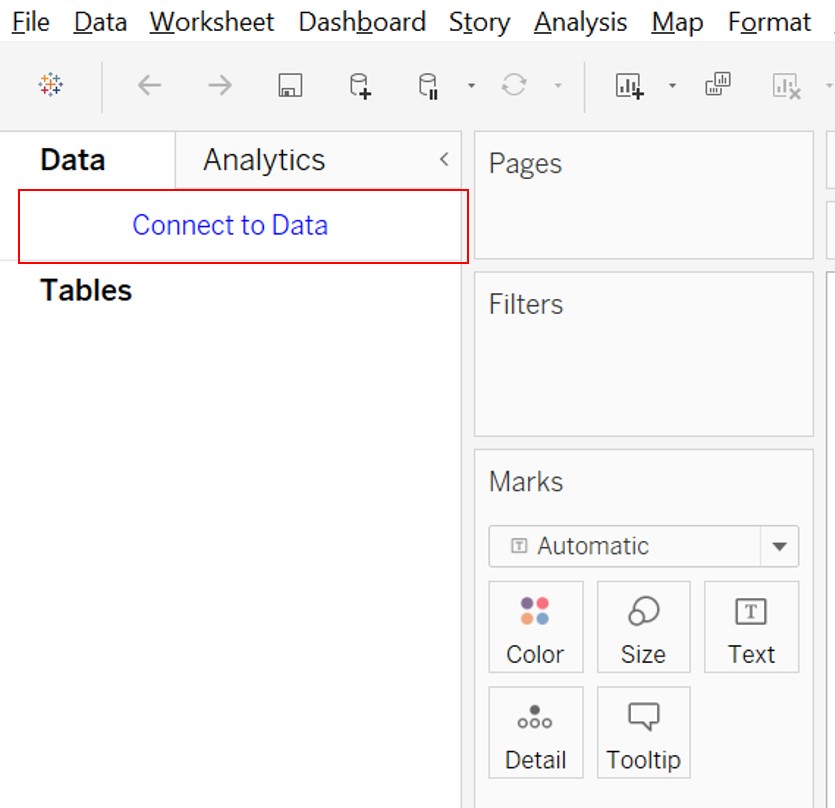 File Data Worksheet Dashboard Story Analysis Map Format
Data Analytics
Connect to Data
Tables
Pages
Filters
Marks
Automatic
Color Size Text
Detail Tooltip